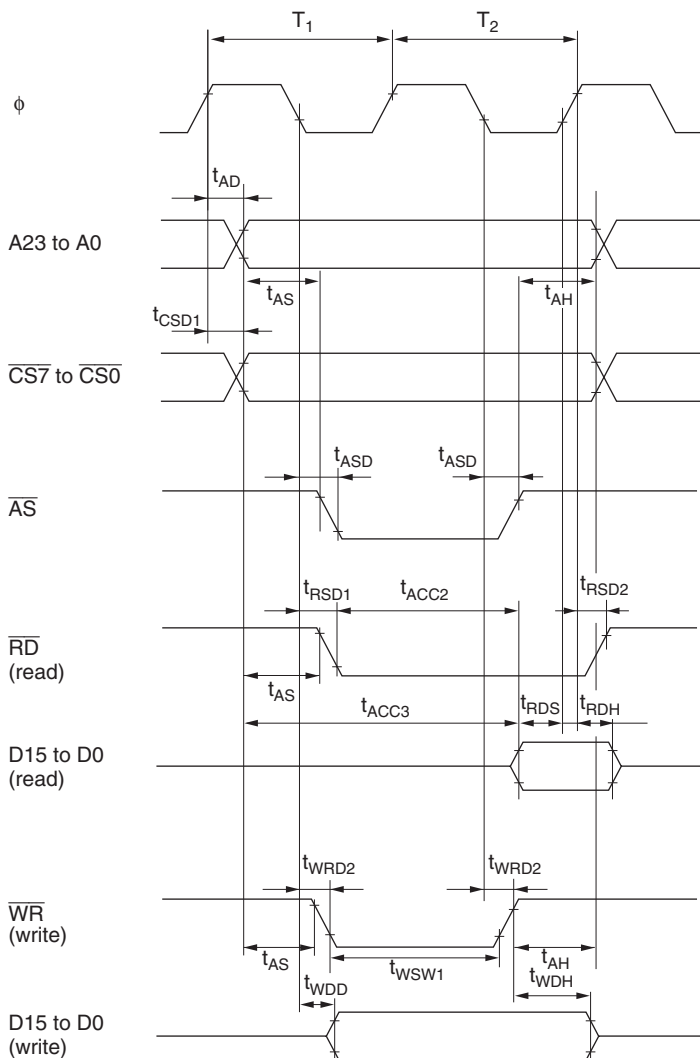 T1 T2
ϕ
tAD
A23 to A0
tAS tAH
tCSD1
CS7 to CS0
tASD tASD
AS
tRSD1 tACC2 tRSD2
RD
(read)
tAS
tACC3 tRDS tRDH
D15 to D0
(read)
tWRD2 tWRD2
WR
(write)
tAS tWSW1 tAH
tWDD tWDH
D15 to D0
(write)